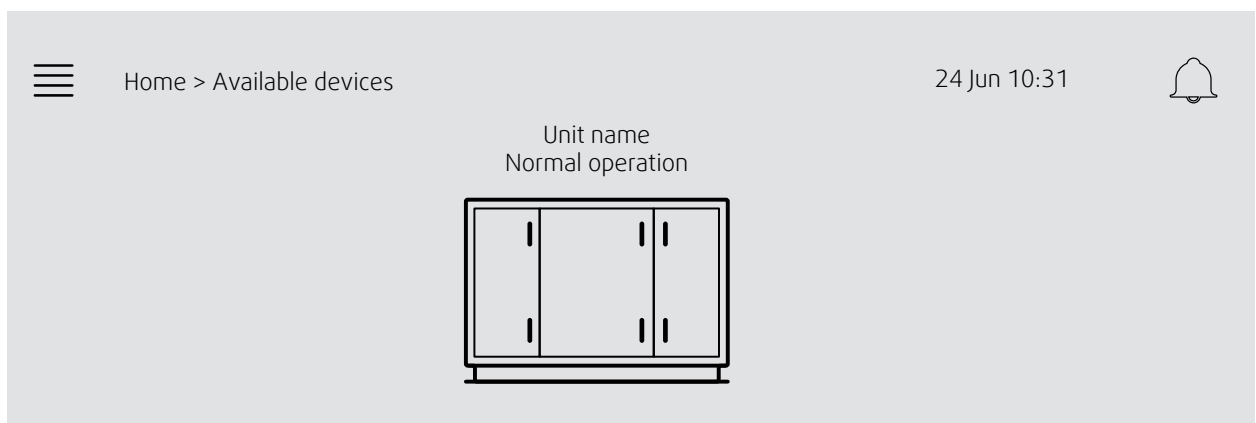 Home > Available devices
24 Jun 10:31
Unit name
Normal operation